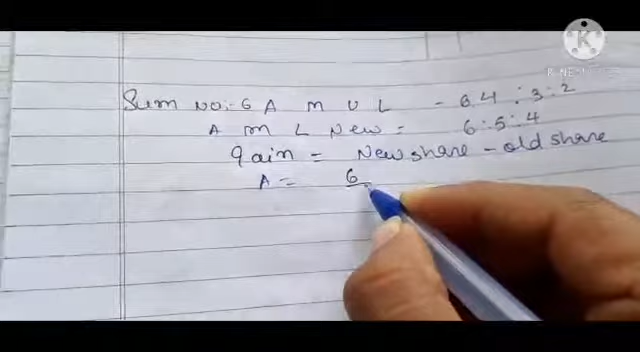 K
Sum No:- 6 A M V L - 6 4 : 3 : 2
A M L New = 6 : 5 : 4
gain = New share - old share
A = 6